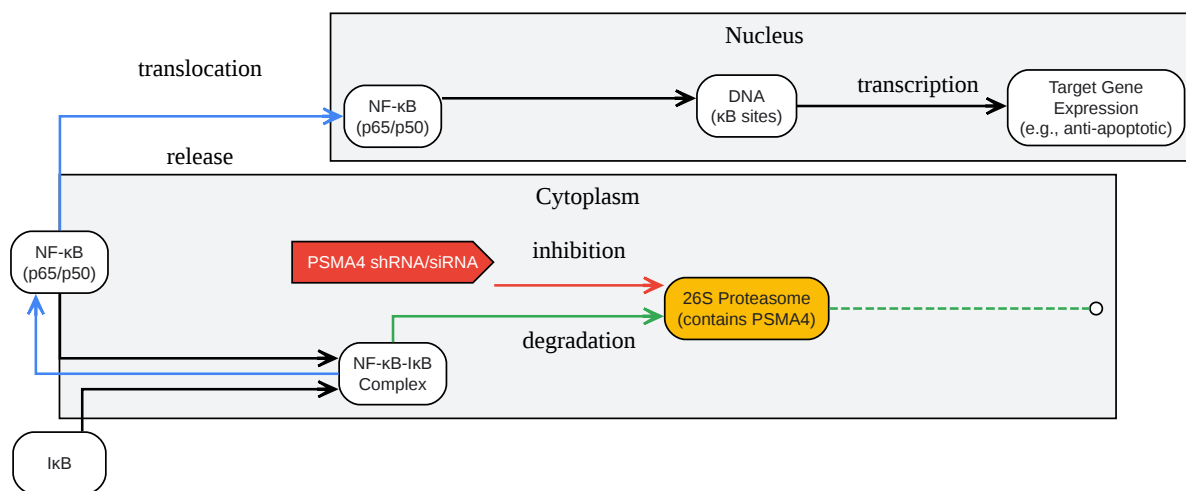 Nucleus
translocation
transcription
NF-κB
(p65/p50)
DNA
(κB sites)
Target Gene
Expression
(e.g., anti-apoptotic)
release
Cytoplasm
NF-κB
(p65/p50)
PSMA4 shRNA/siRNA
inhibition
26S Proteasome
(contains PSMA4)
degradation
NF-κB-IκB
Complex
IκB